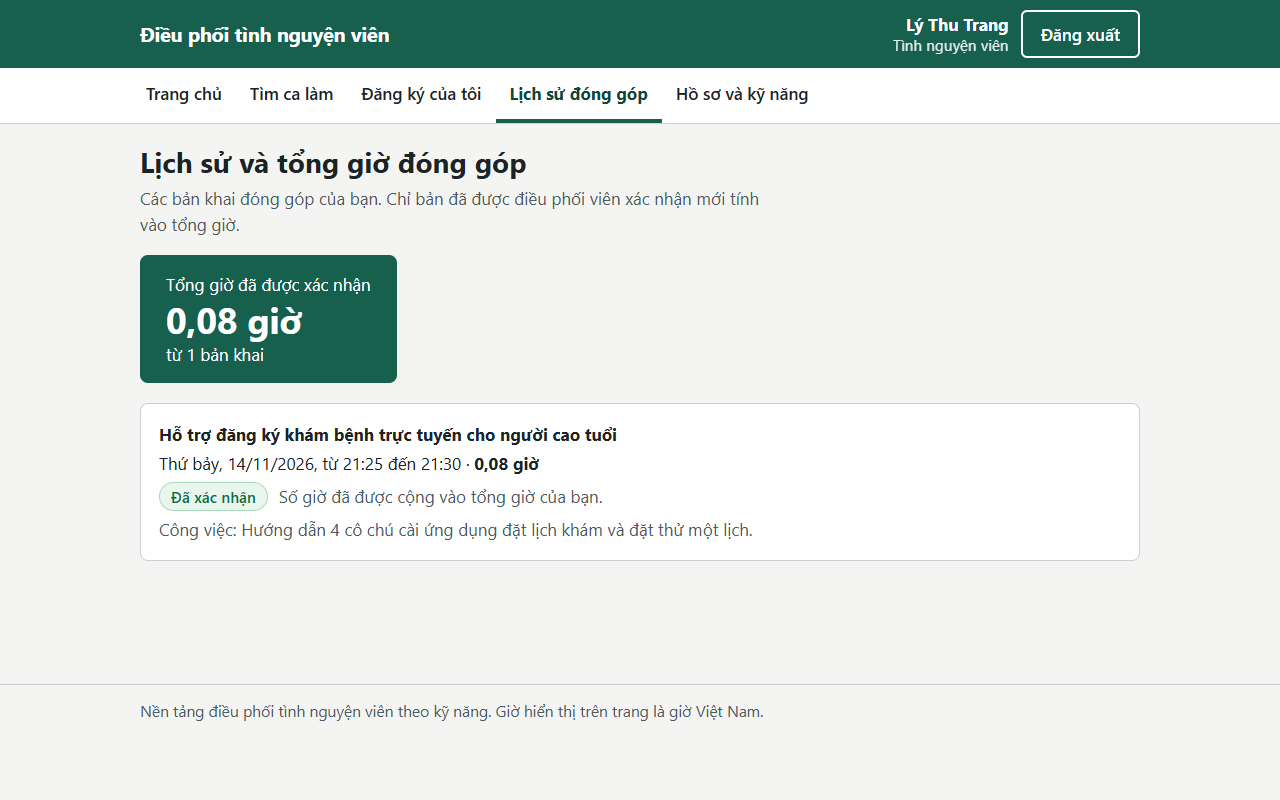 Điều phối tình nguyện viên
Lý Thu Trang
Tình nguyện viên
Đăng xuất
Trang chủ
Tìm ca làm
Đăng ký của tôi
Lịch sử đóng góp
Hồ sơ và kỹ năng
Lịch sử và tổng giờ đóng góp
Các bản khai đóng góp của bạn. Chỉ bản đã được điều phối viên xác nhận mới tính
vào tổng giờ.
Tổng giờ đã được xác nhận
0,08 giờ
từ 1 bản khai
Hỗ trợ đăng ký khám bệnh trực tuyến cho người cao tuổi
Thứ bảy, 14/11/2026, từ 21:25 đến 21:30 · 0,08 giờ
Đã xác nhận Số giờ đã được cộng vào tổng giờ của bạn.
Công việc: Hướng dẫn 4 cô chú cài ứng dụng đặt lịch khám và đặt thử một lịch.
Nền tảng điều phối tình nguyện viên theo kỹ năng. Giờ hiển thị trên trang là giờ Việt Nam.